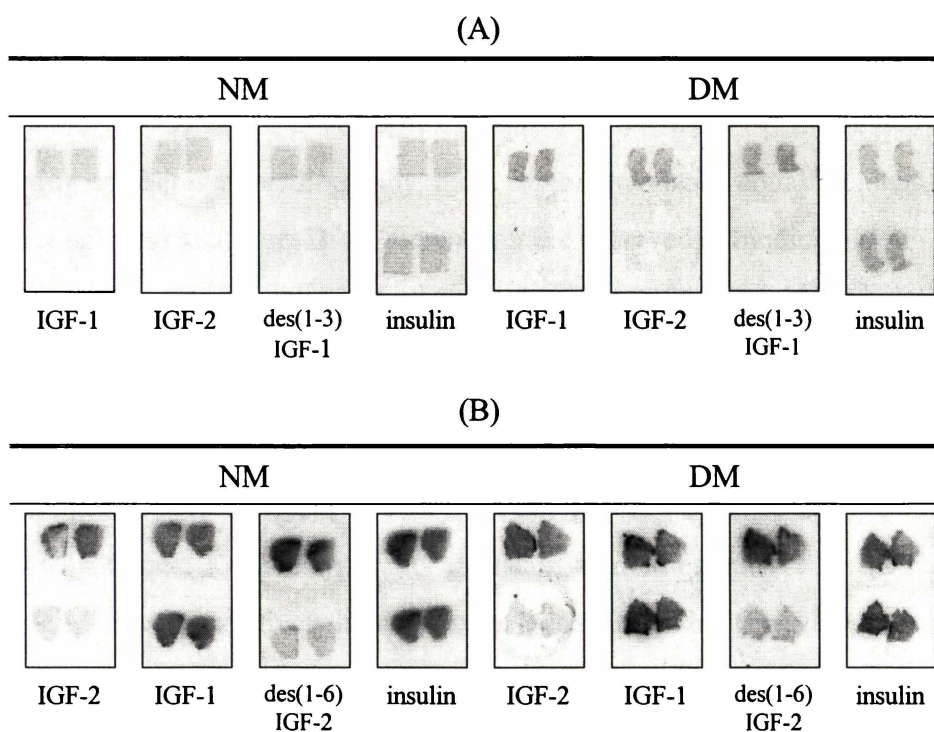 (A)
NM DM
IGF-1 IGF-2 des(1-3) IGF-1 insulin IGF-1 IGF-2 des(1-3) IGF-1 insulin
(B)
NM DM
IGF-2 IGF-1 des(1-6) IGF-2 insulin IGF-2 IGF-1 des(1-6) IGF-2 insulin